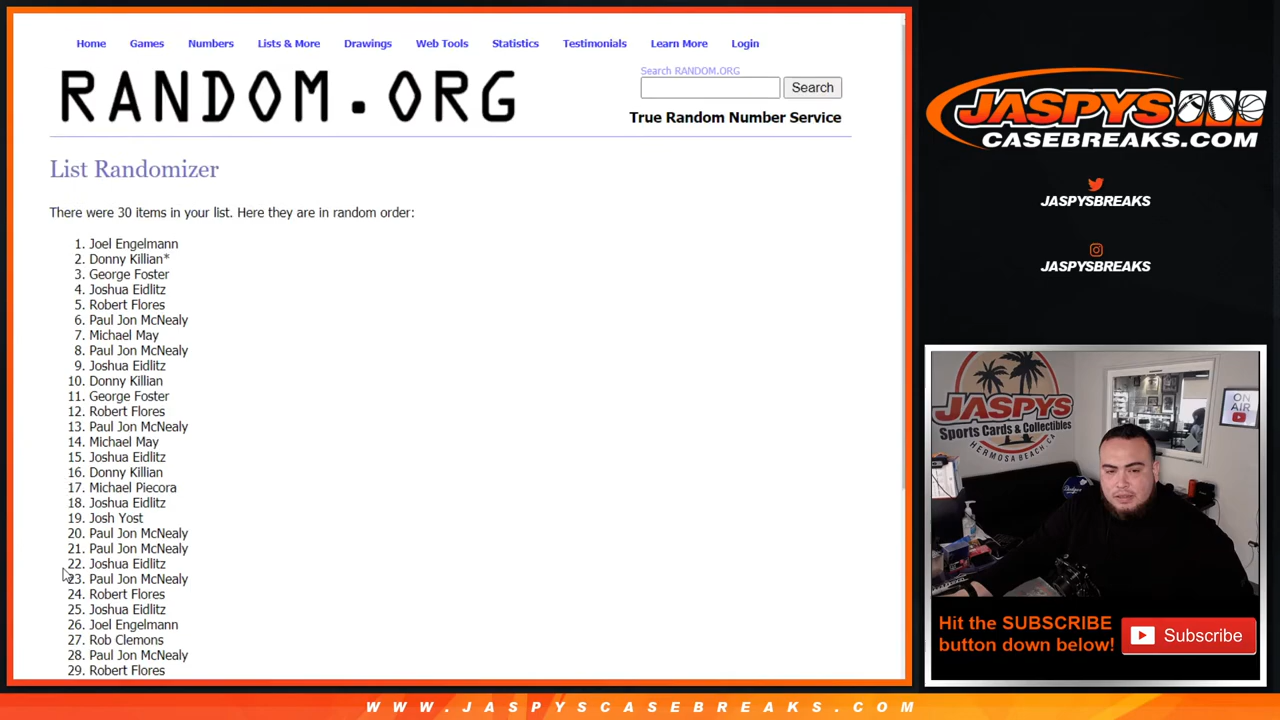 Home Games Numbers Lists & More Drawings Web Tools Statistics Testimonials Learn More Login
Search RANDOM.ORG
RANDOM.ORG
Search
True Random Number Service
List Randomizer
There were 30 items in your list. Here they are in random order:
1. Joel Engelmann
2. Donny Killian*
3. George Foster
4. Joshua Eidlitz
5. Robert Flores
6. Paul Jon McNealy
7. Michael May
8. Paul Jon McNealy
9. Joshua Eidlitz
10. Donny Killian
11. George Foster
12. Robert Flores
13. Paul Jon McNealy
14. Michael May
15. Joshua Eidlitz
16. Donny Killian
17. Michael Piecora
18. Joshua Eidlitz
19. Josh Yost
20. Paul Jon McNealy
21. Paul Jon McNealy
22. Joshua Eidlitz
23. Paul Jon McNealy
24. Robert Flores
25. Joshua Eidlitz
26. Joel Engelmann
27. Rob Clemons
28. Paul Jon McNealy
29. Robert Flores
JASPYS
CASEBREAKS.COM
JASPYSBREAKS
JASPYSBREAKS
JASPYS
Sports Cards & Collectibles
HERMOSA BEACH, CA
ON
AIR
Dodgers
Hit the SUBSCRIBE
button down below!
Subscribe
WWW.JASPYSCASEBREAKS.COM